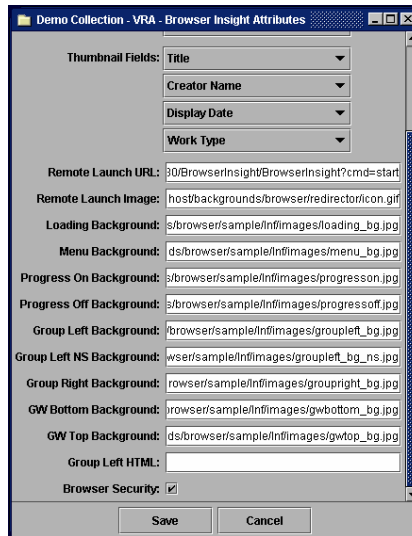 Demo Collection - VRA - Browser Insight Attributes
Thumbnail Fields: Title
Creator Name
Display Date
Work Type
Remote Launch URL: 30/BrowserInsight/BrowserInsight?cmd=start
Remote Launch Image: host/backgrounds/browser/redirector/icon.gif
Loading Background: s/browser/sample/Inf/images/loading_bg.jpg
Menu Background: ds/browser/sample/Inf/images/menu_bg.jpg
Progress On Background: s/browser/sample/Inf/images/progresson.jpg
Progress Off Background: s/browser/sample/Inf/images/progressoff.jpg
Group Left Background: /browser/sample/Inf/images/groupleft_bg.jpg
Group Left NS Background: wser/sample/Inf/images/groupleft_bg_ns.jpg
Group Right Background: rowser/sample/Inf/images/groupright_bg.jpg
GW Bottom Background: browser/sample/Inf/images/gwbottom_bg.jpg
GW Top Background: ds/browser/sample/Inf/images/gwtop_bg.jpg
Group Left HTML:
Browser Security:
Save Cancel